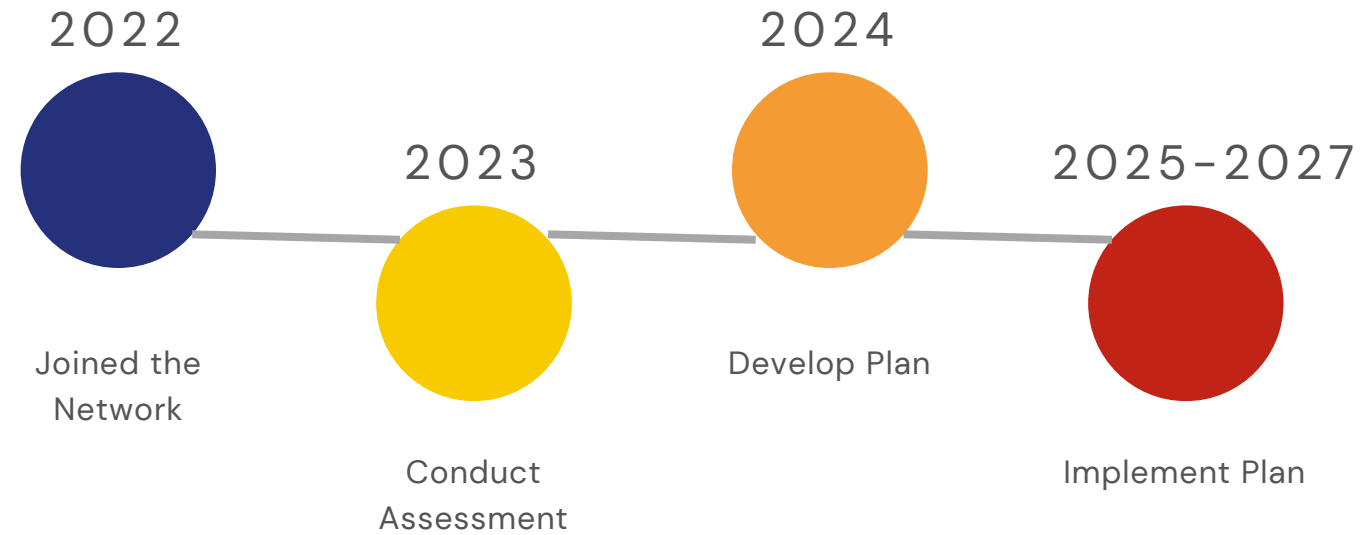 2022
Joined the
Network
2023
Conduct
Assessment
2024
Develop Plan
2025-2027
Implement Plan